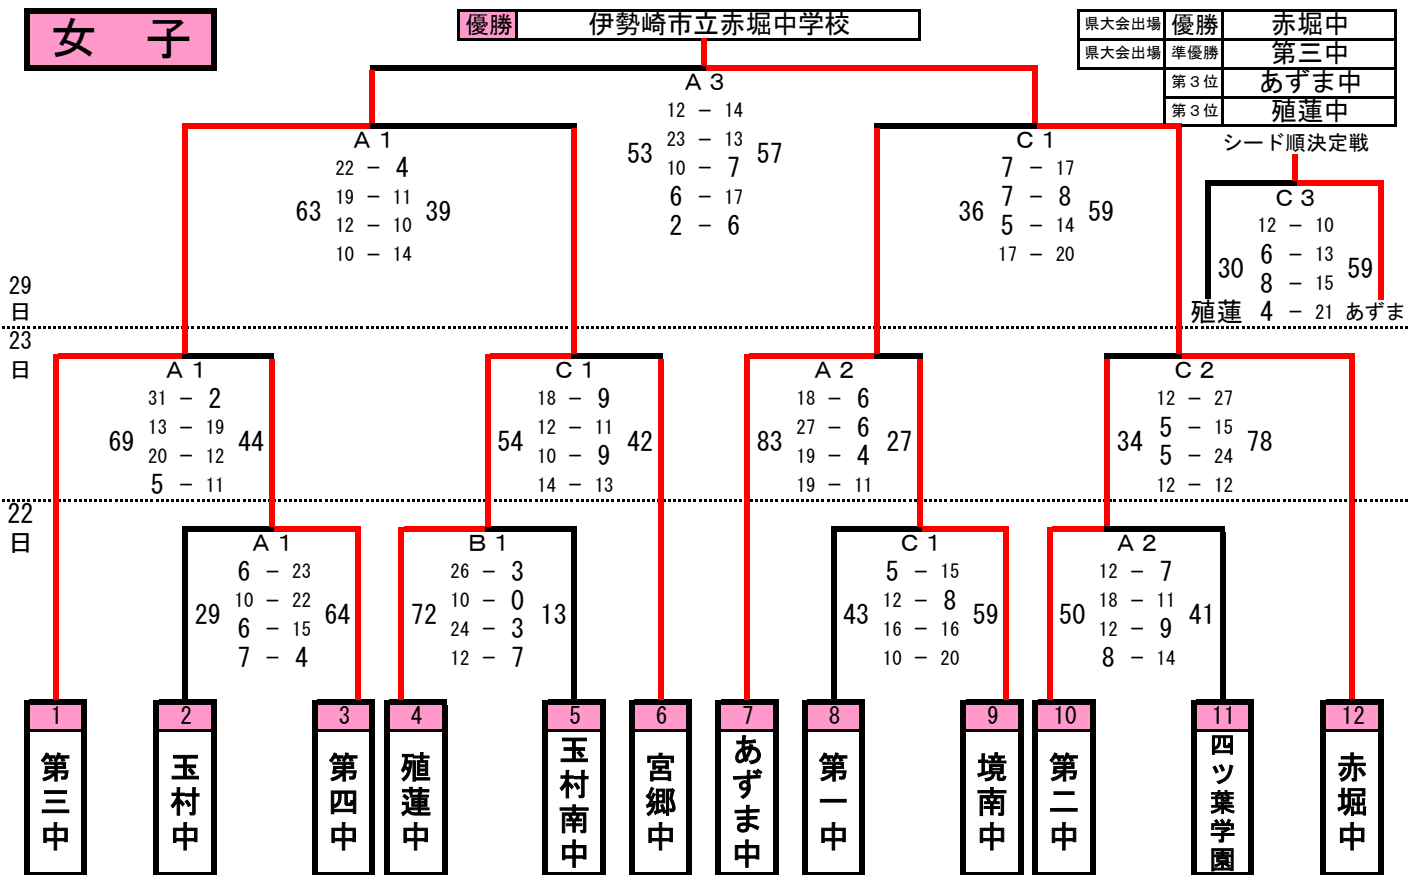 女 子
優勝 伊勢崎市立赤堀中学校
県大会出場 優勝 赤堀中
県大会出場 準優勝 第三中
第3位 あずま中
第3位 殖蓮中
A3
12 − 14
23 − 13
53 57
10 − 7
6 − 17
2 − 6
A1
22 − 4
19 − 11
63 39
12 − 10
10 − 14
C1
7 − 17
7 − 8
36 59
5 − 14
17 − 20
シード順決定戦
C3
12 − 10
6 − 13
30 59
8 − 15
殖蓮 4 − 21 あずま
29
日
23
日
A1
31 − 2
13 − 19
69 44
20 − 12
5 − 11
C1
18 − 9
12 − 11
54 42
10 − 9
14 − 13
A2
18 − 6
27 − 6
83 27
19 − 4
19 − 11
C2
12 − 27
5 − 15
34 78
5 − 24
12 − 12
22
日
A1
6 − 23
10 − 22
29 64
6 − 15
7 − 4
B1
26 − 3
10 − 0
72 13
24 − 3
12 − 7
C1
5 − 15
12 − 8
43 59
16 − 16
10 − 20
A2
12 − 7
18 − 11
50 41
12 − 9
8 − 14
1 2 3 4 5 6 7 8 9 10 11 12
第三中
玉村中
第四中
殖蓮中
玉村南中
宮郷中
あずま中
第一中
境南中
第二中
四ツ葉学園
赤堀中